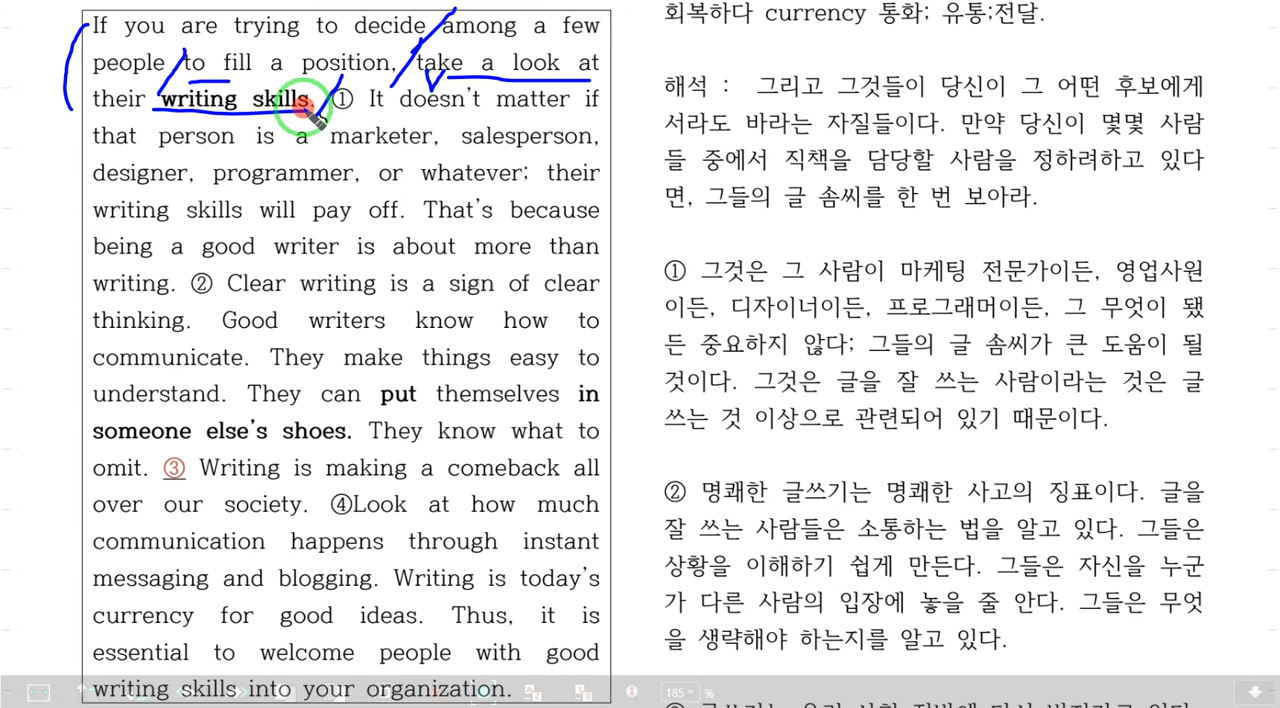 If you are trying to decide among a few
people to fill a position, take a look at
their writing skills. ① It doesn's matter if
that person is a marketer, salesperson,
designer, programmer, or whatever; their
writing skills will pay off. That's because
being a good writer is about more than
writing. ② Clear writing is a sign of clear
thinking. Good writers know how to
communicate. They make things easy to
understand. They can put themselves in
someone else's shoes. They know what to
omit. ③ Writing is making a comeback all
over our society. ④Look at how much
communication happens through instant
messaging and blogging. Writing is today's
currency for good ideas. Thus, it is
essential to welcome people with good
writing skills into your organization.
회복하다 currency 통화; 유통;전달.
해석 : 그리고 그것들이 당신이 그 어떤 후보에게
서라도 바라는 자질들이다. 만약 당신이 몇몇 사람
들 중에서 직책을 담당할 사람을 정하려하고 있다
면, 그들의 글 솜씨를 한 번 보아라.
① 그것은 그 사람이 마케팅 전문가이든, 영업사원
이든, 디자이너이든, 프로그래머이든, 그 무엇이 됐
든 중요하지 않다; 그들의 글 솜씨가 큰 도움이 될
것이다. 그것은 글을 잘 쓰는 사람이라는 것은 글
쓰는 것 이상으로 관련되어 있기 때문이다.
② 명쾌한 글쓰기는 명쾌한 사고의 징표이다. 글을
잘 쓰는 사람들은 소통하는 법을 알고 있다. 그들은
상황을 이해하기 쉽게 만든다. 그들은 자신을 누군
가 다른 사람의 입장에 놓을 줄 안다. 그들은 무엇
을 생략해야 하는지를 알고 있다.
185 %